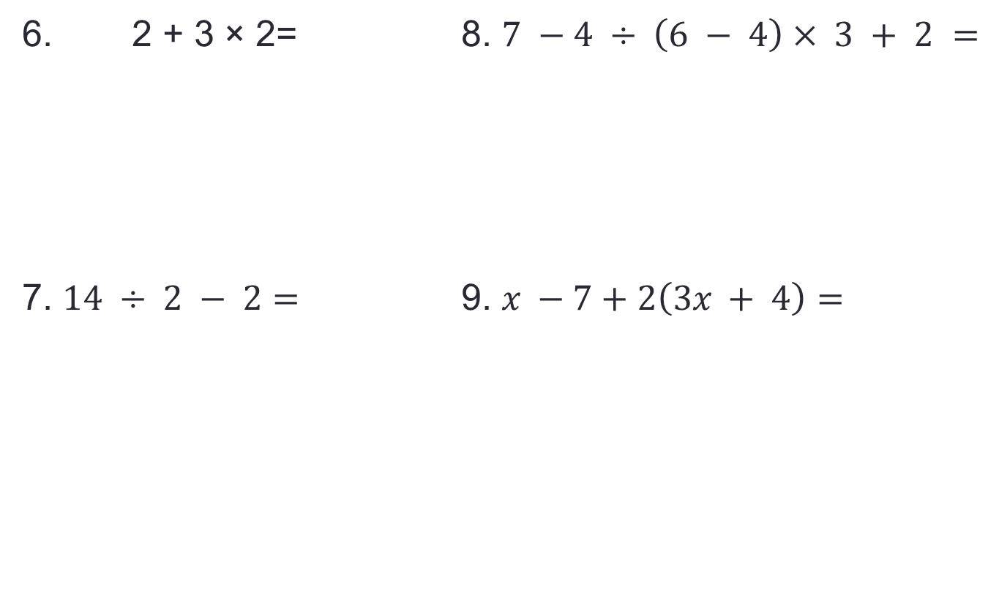 6. 2 + 3 × 2=
8. 7 − 4 ÷ (6 − 4) × 3 + 2 =
7. 14 ÷ 2 − 2 =
9. x − 7 + 2(3x + 4) =